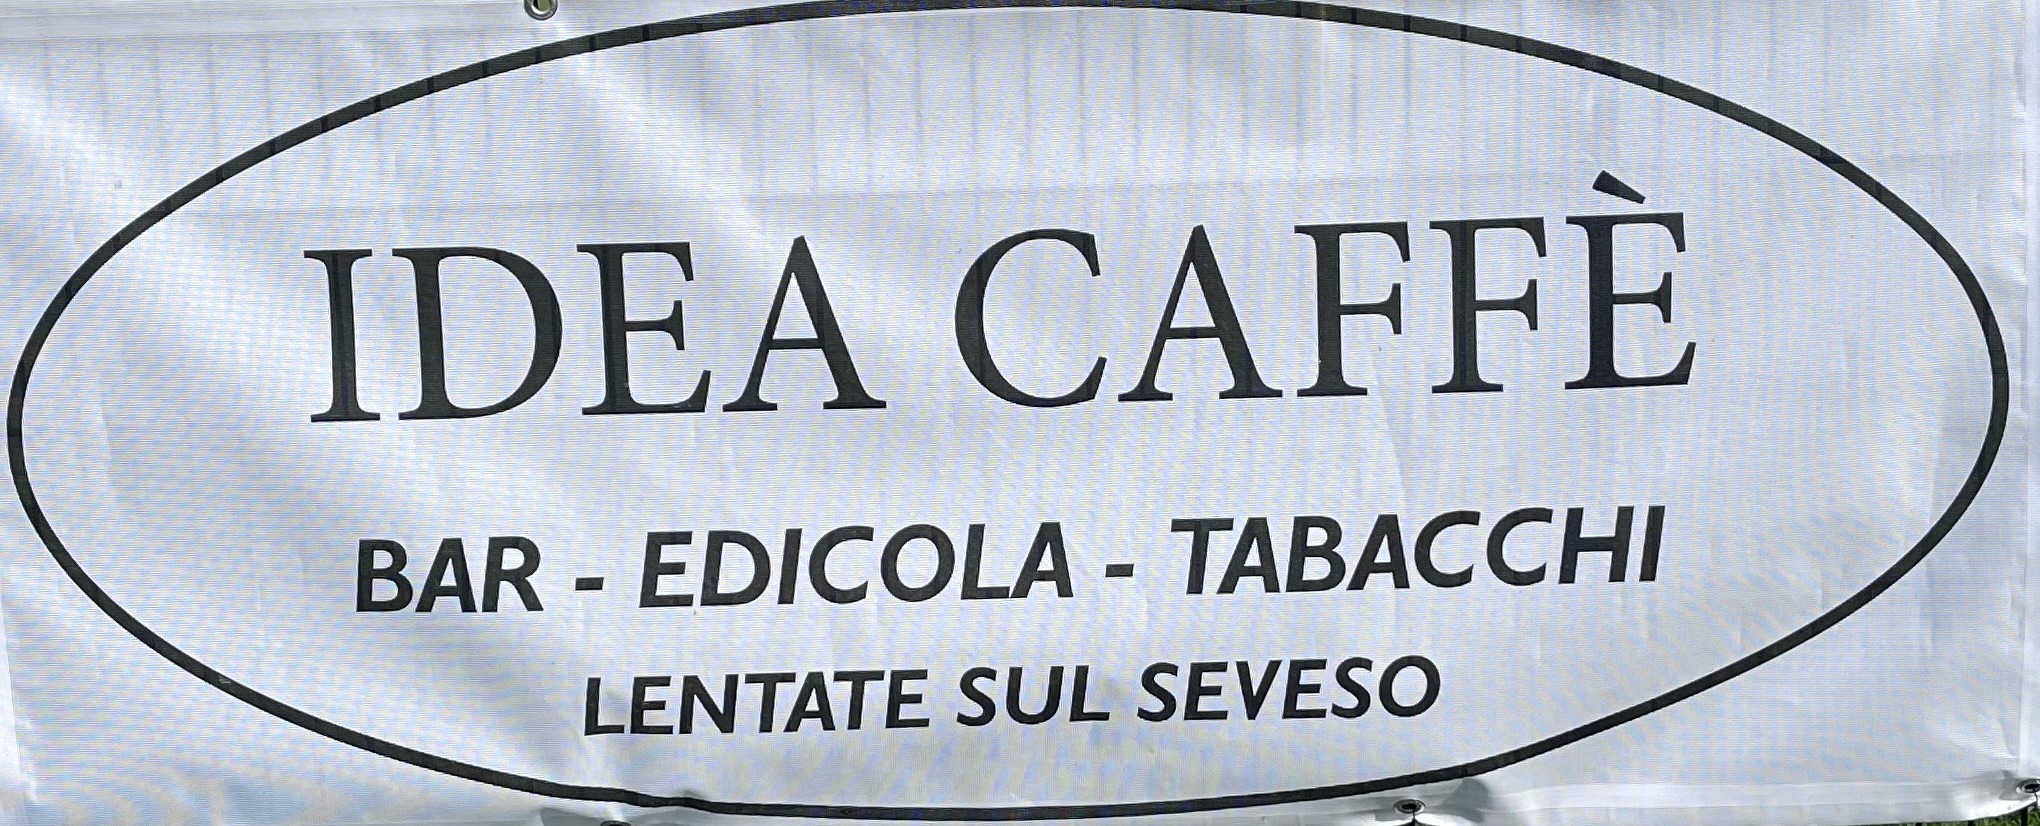 IDEA CAFFÈ
BAR - EDICOLA - TABACCHI
LENTATE SUL SEVESO